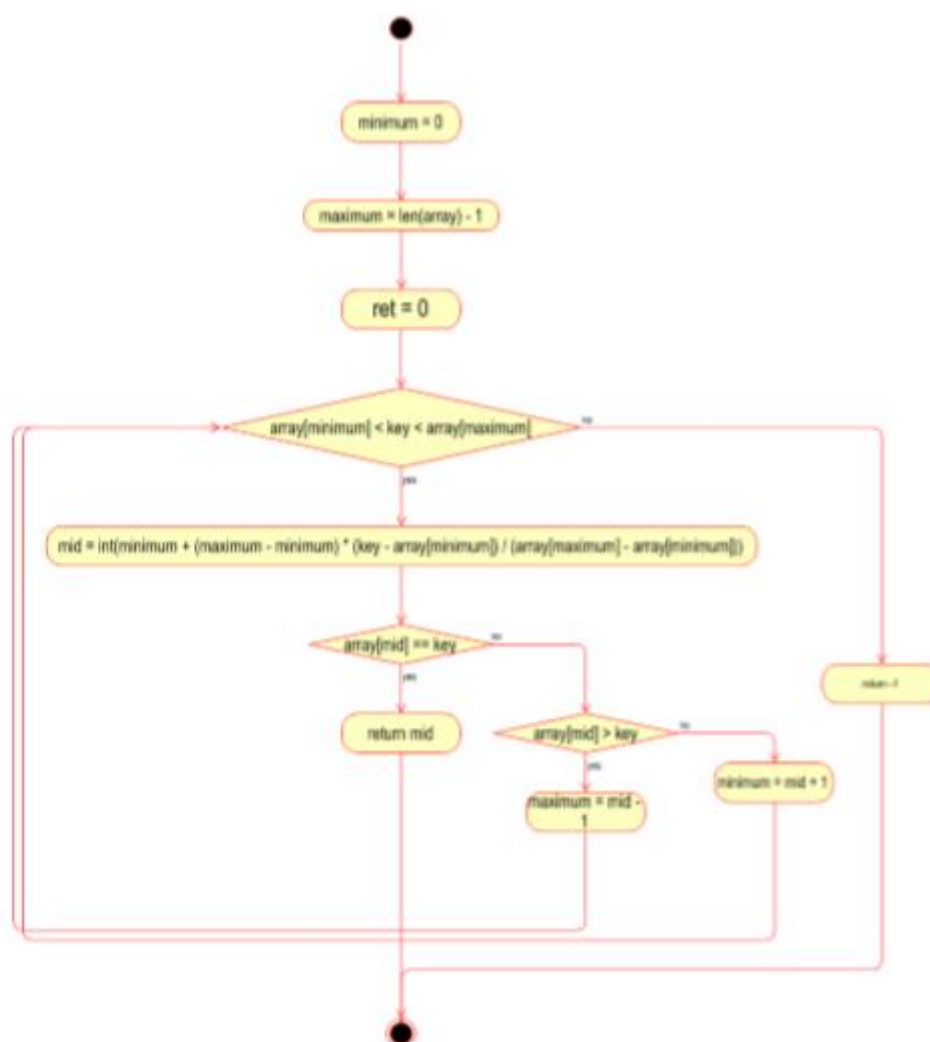 minimum = 0
maximum = len(array) - 1
ret = 0
array[minimum] < key < array[maximum]
no
yes
mid = int(minimum + (maximum - minimum) * (key - array[minimum]) / (array[maximum] - array[minimum]))
array[mid] == key
no
yes
return -1
return mid
array[mid] > key
no
yes
minimum = mid + 1
maximum = mid -
1